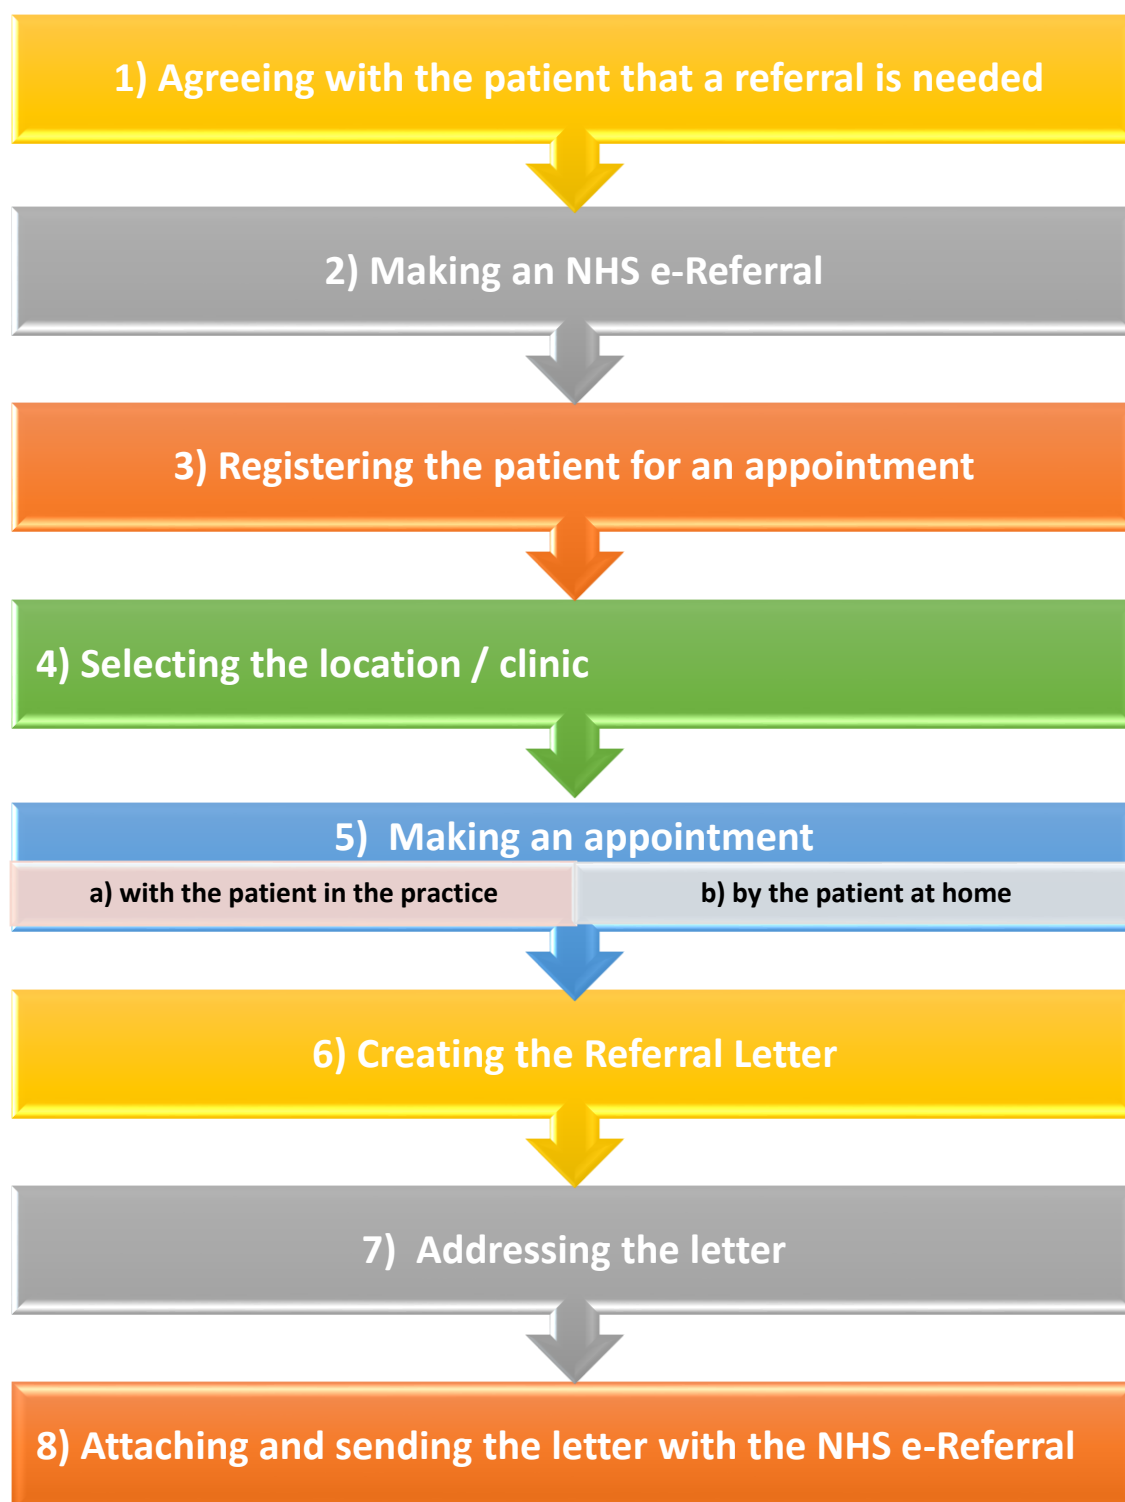 1) Agreeing with the patient that a referral is needed
2) Making an NHS e-Referral
3) Registering the patient for an appointment
4) Selecting the location / clinic
5)  Making an appointment
a) with the patient in the practice
b) by the patient at home
6) Creating the Referral Letter
7)  Addressing the letter
8) Attaching and sending the letter with the NHS e-Referral